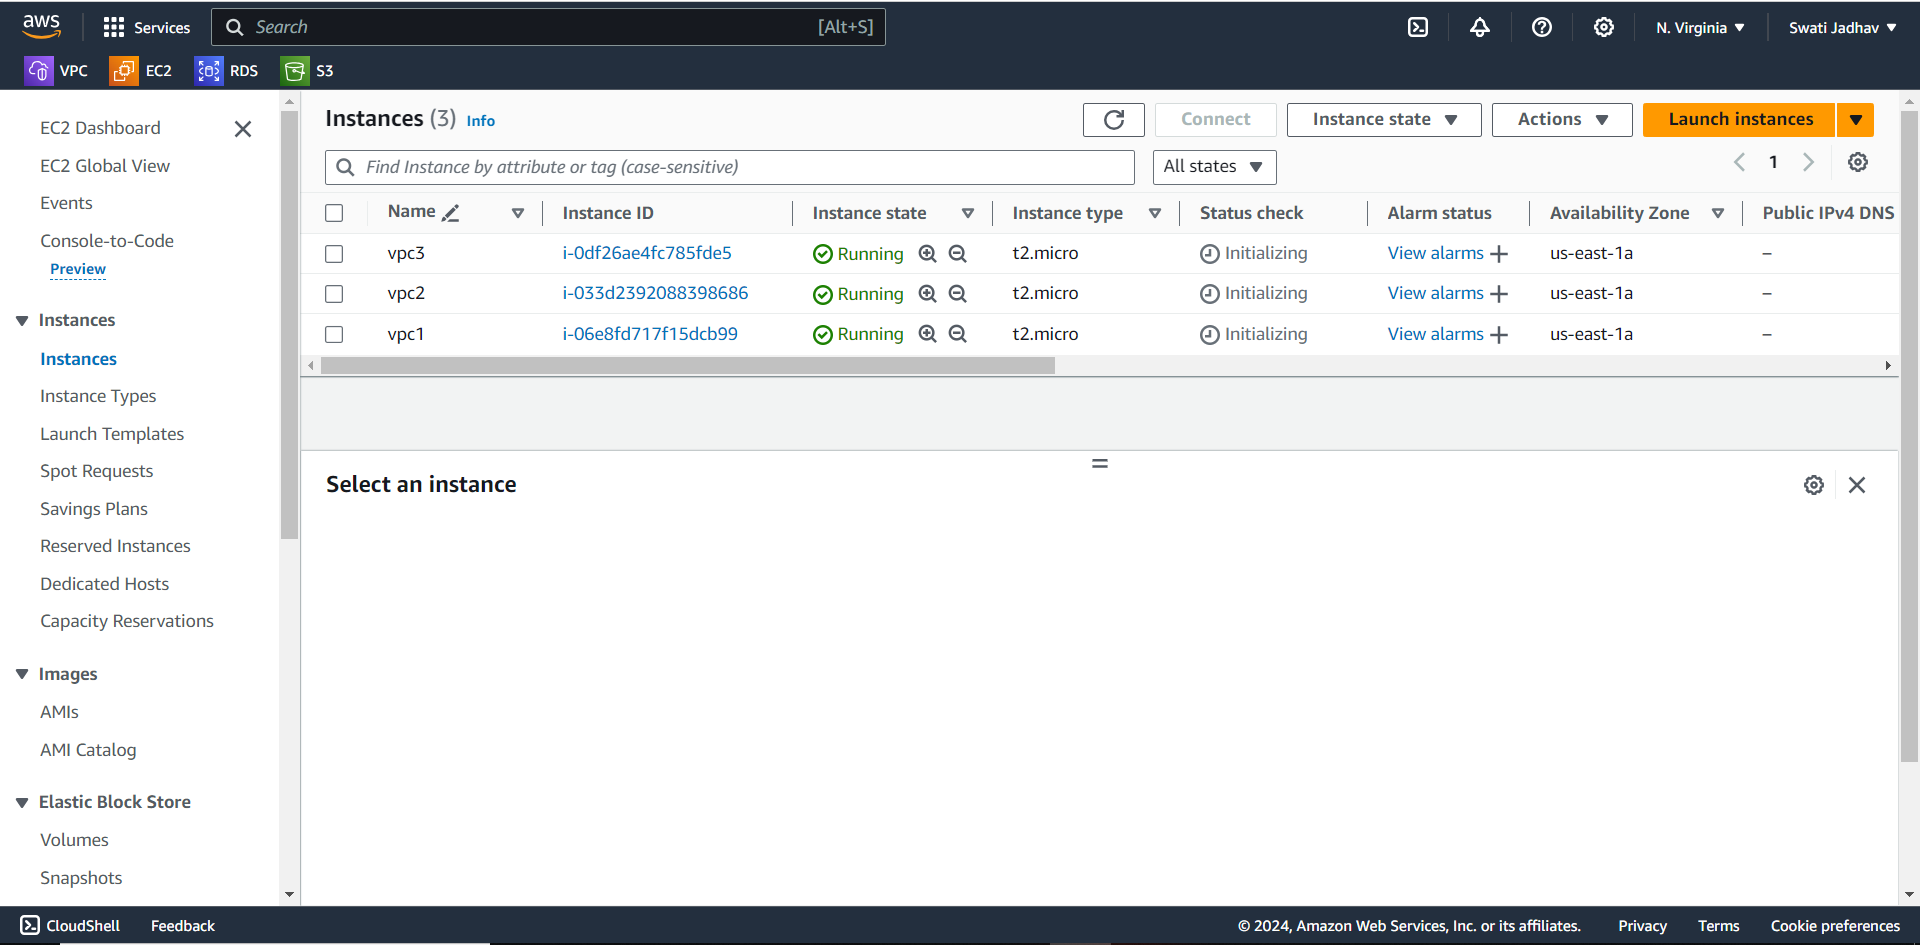 aws Services Search [Alt+S] N. Virginia Swati Jadhav
VPC EC2 RDS S3
EC2 Dashboard
EC2 Global View
Events
Console-to-Code
Preview
Instances
Instances
Instance Types
Launch Templates
Spot Requests
Savings Plans
Reserved Instances
Dedicated Hosts
Capacity Reservations
Images
AMIs
AMI Catalog
Elastic Block Store
Volumes
Snapshots
Instances (3) Info Connect Instance state Actions Launch instances
Find Instance by attribute or tag (case-sensitive) All states 1
Name Instance ID Instance state Instance type Status check Alarm status Availability Zone Public IPv4 DNS
vpc3 i-0df26ae4fc785fde5 Running t2.micro Initializing View alarms + us-east-1a –
vpc2 i-033d2392088398686 Running t2.micro Initializing View alarms + us-east-1a –
vpc1 i-06e8fd717f15dcb99 Running t2.micro Initializing View alarms + us-east-1a –
Select an instance
CloudShell Feedback © 2024, Amazon Web Services, Inc. or its affiliates. Privacy Terms Cookie preferences